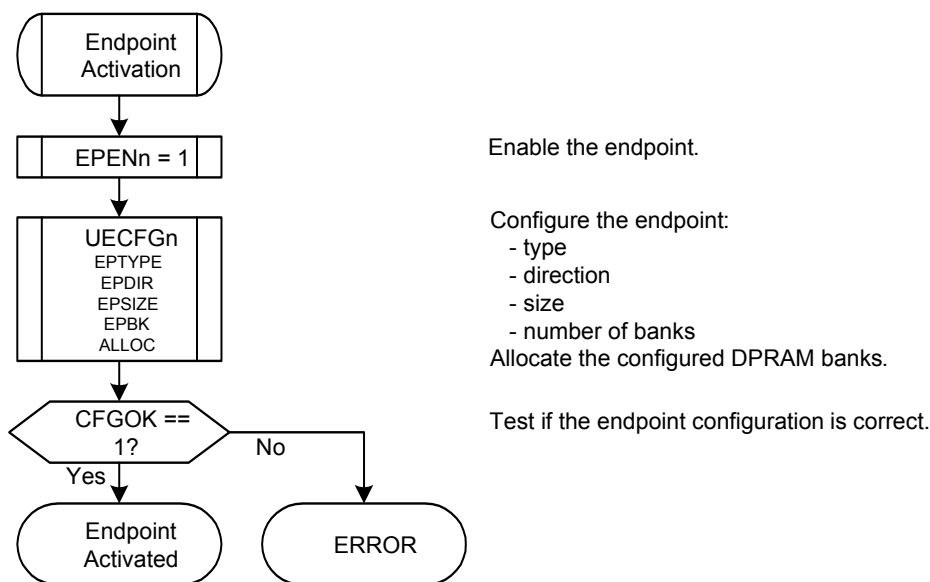 Endpoint
Activation
EPENn = 1
Enable the endpoint.
UECFGn
EPTYPE
EPDIR
EPSIZE
EPBK
ALLOC
Configure the endpoint:
- type
- direction
- size
- number of banks
Allocate the configured DPRAM banks.
CFGOK ==
1?
Test if the endpoint configuration is correct.
No
Yes
Endpoint
Activated
ERROR